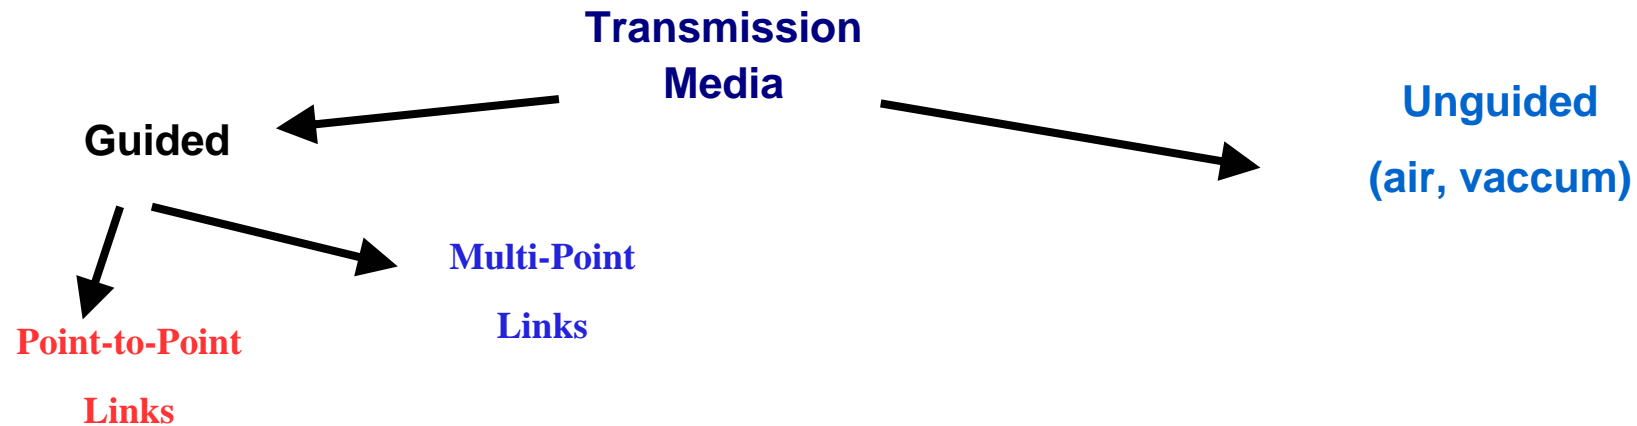 Transmission
Media
Guided
Unguided
(air, vaccum)
Multi-Point
Links
Point-to-Point
Links